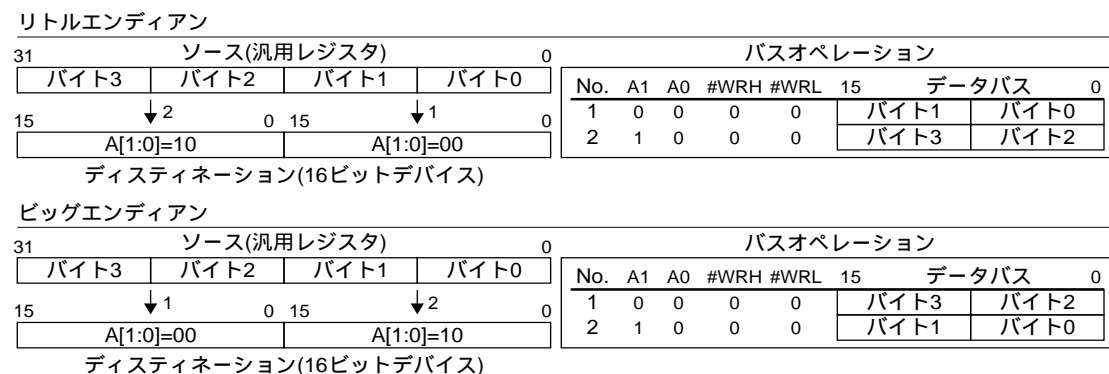 リトルエンディアン
31 ソース(汎用レジスタ) 0 バスオペレーション
バイト3 バイト2 バイト1 バイト0 No. A1 A0 #WRH #WRL 15 データバス 0
2 1 1 0 0 0 0 バイト1 バイト0
15 0 15 0 2 1 0 0 0 バイト3 バイト2
A[1:0]=10 A[1:0]=00
ディスティネーション(16ビットデバイス)
ビッグエンディアン
31 ソース(汎用レジスタ) 0 バスオペレーション
バイト3 バイト2 バイト1 バイト0 No. A1 A0 #WRH #WRL 15 データバス 0
1 2 1 0 0 0 0 バイト3 バイト2
15 0 15 0 2 1 0 0 0 バイト1 バイト0
A[1:0]=00 A[1:0]=10
ディスティネーション(16ビットデバイス)